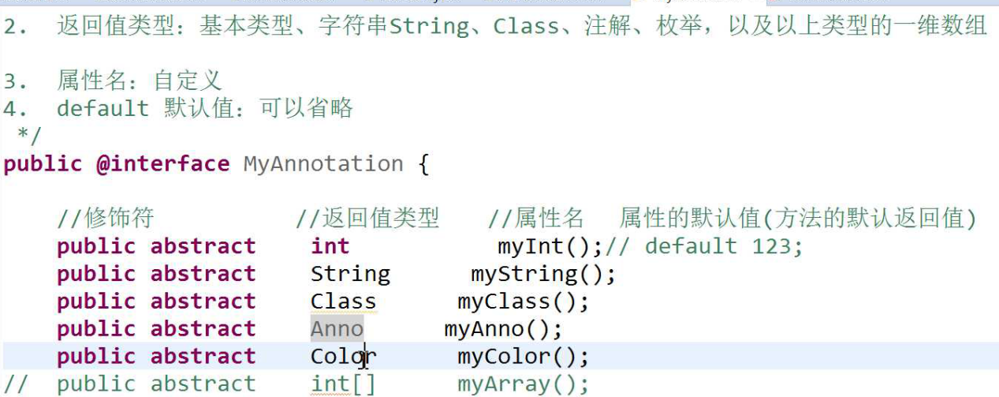 2. 返回值类型：基本类型、字符串String、Class、注解、枚举，以及以上类型的一维数组
3. 属性名：自定义
4. default 默认值：可以省略
*/
public @interface MyAnnotation {
//修饰符 //返回值类型 //属性名 属性的默认值(方法的默认返回值)
public abstract int myInt();// default 123;
public abstract String myString();
public abstract Class myClass();
public abstract Anno myAnno();
public abstract Color myColor();
// public abstract int[] myArray();